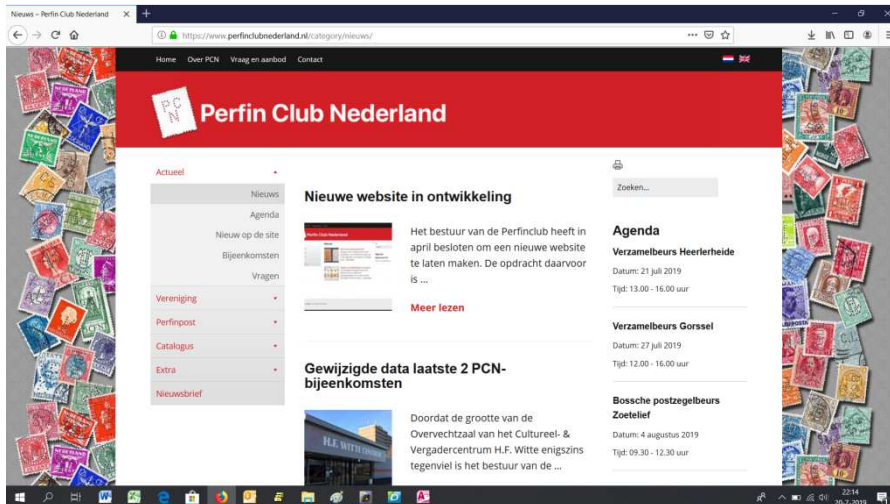 Nieuws – Perfin Club Nederland
https://www.perfinclubnederland.nl/category/nieuws/
Home Over PCN Vraag en aanbod Contact
Perfin Club Nederland
Actueel
Nieuws
Agenda
Nieuw op de site
Bijeenkomsten
Vragen
Vereniging
Perfinpost
Catalogus
Extra
Nieuwsbrief
Nieuwe website in ontwikkeling
Het bestuur van de Perfinclub heeft in
april besloten om een nieuwe website
te laten maken. De opdracht daarvoor
is ...
Meer lezen
Gewijzigde data laatste 2 PCN-
bijeenkomsten
H.F. WITTE
Doordat de grootte van de
Overvechtzaal van het Cultureel- &
Vergadercentrum H.F. Witte enigszins
tegenviel is het bestuur van de ...
Zoeken...
Agenda
Verzamelbeurs Heerlerheide
Datum: 21 juli 2019
Tijd: 13.00 - 16.00 uur
Verzamelbeurs Gorssel
Datum: 27 juli 2019
Tijd: 12.00 - 16.00 uur
Bossche postzegelbeurs
Zoetelief
Datum: 4 augustus 2019
Tijd: 09.30 - 12.30 uur
22:14
20-7-2019